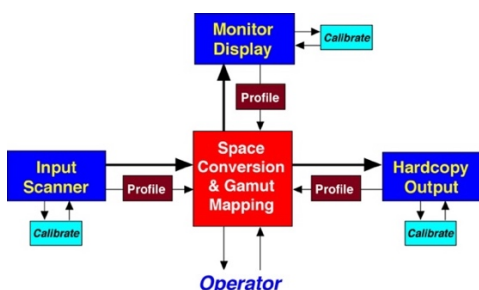 Monitor
Display
Calibrate
Profile
Input
Scanner
Profile
Calibrate
Space
Conversion
& Gamut
Mapping
Profile
Hardcopy
Output
Calibrate
Operator